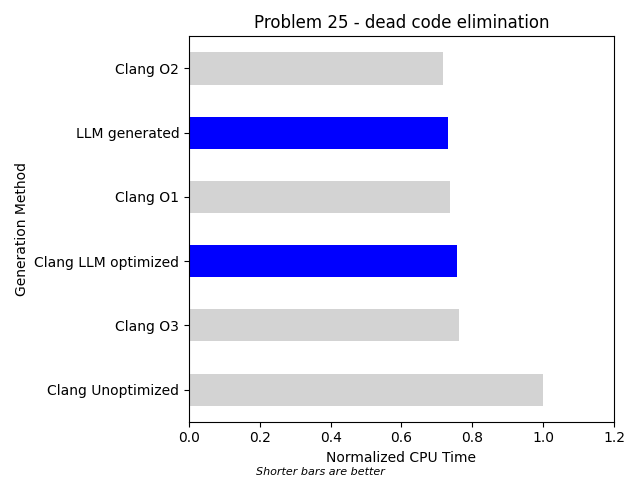 Problem 25 - dead code elimination
Clang O2
LLM generated
Clang O1
Clang LLM optimized
Clang O3
Clang Unoptimized
Generation Method
0.0 0.2 0.4 0.6 0.8 1.0 1.2
Normalized CPU Time
Shorter bars are better